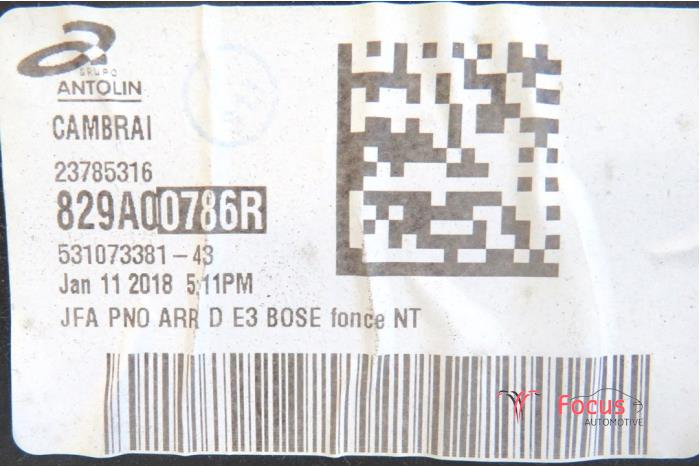 GRUPO
ANTOLIN
CAMBRAI
23785316
829A00786R
531073381-43
Jan 11 2018 5:11PM
JFA PNO ARR D E3 BOSE fonce NT
Focus
AUTOMOTIVE